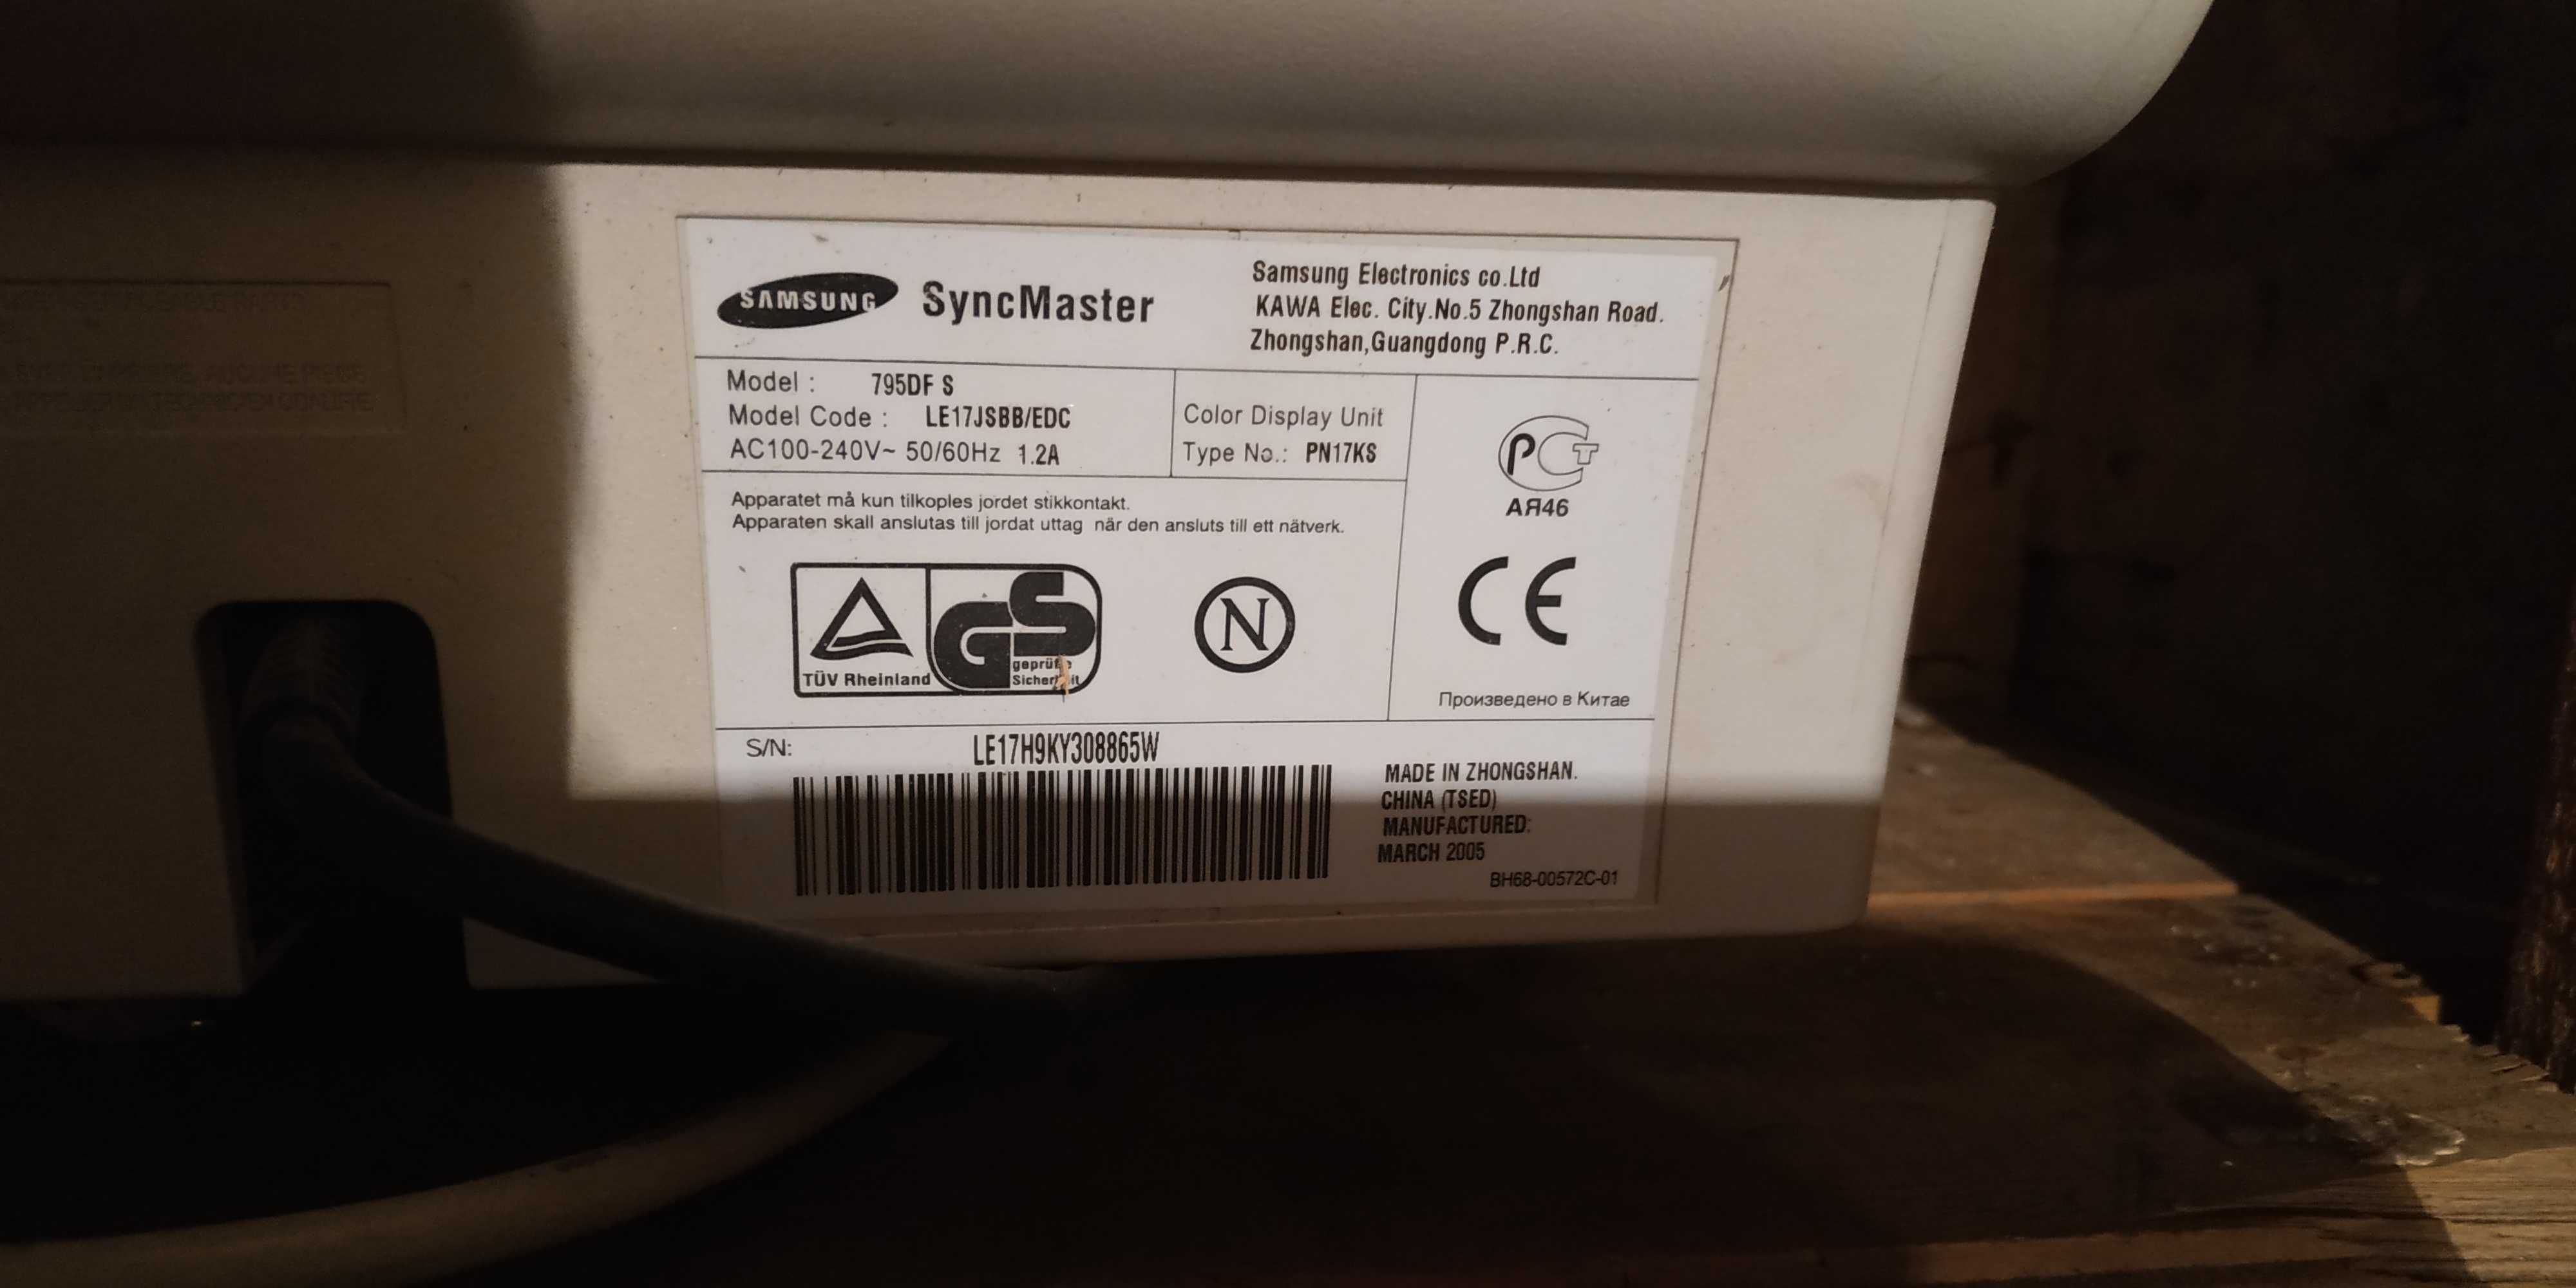 SAMSUNG SyncMaster
Samsung Electronics co.Ltd
KAWA Elec. City.No.5 Zhongshan Road.
Zhongshan,Guangdong P.R.C.
Model : 795DF S
Model Code : LE17JSBB/EDC
AC100-240V~ 50/60Hz 1.2A
Color Display Unit
Type No.: PN17KS
Apparatet må kun tilkoples jordet stikkontakt.
Apparaten skall anslutas till jordat uttag när den ansluts till ett nätverk.
TÜV Rheinland
GS
N
РСТ
АЯ46
CE
Произведено в Китае
S/N: LE17H9KY308865W
MADE IN ZHONGSHAN.
CHINA (TSED)
MANUFACTURED:
MARCH 2005
BH68-00572C-01